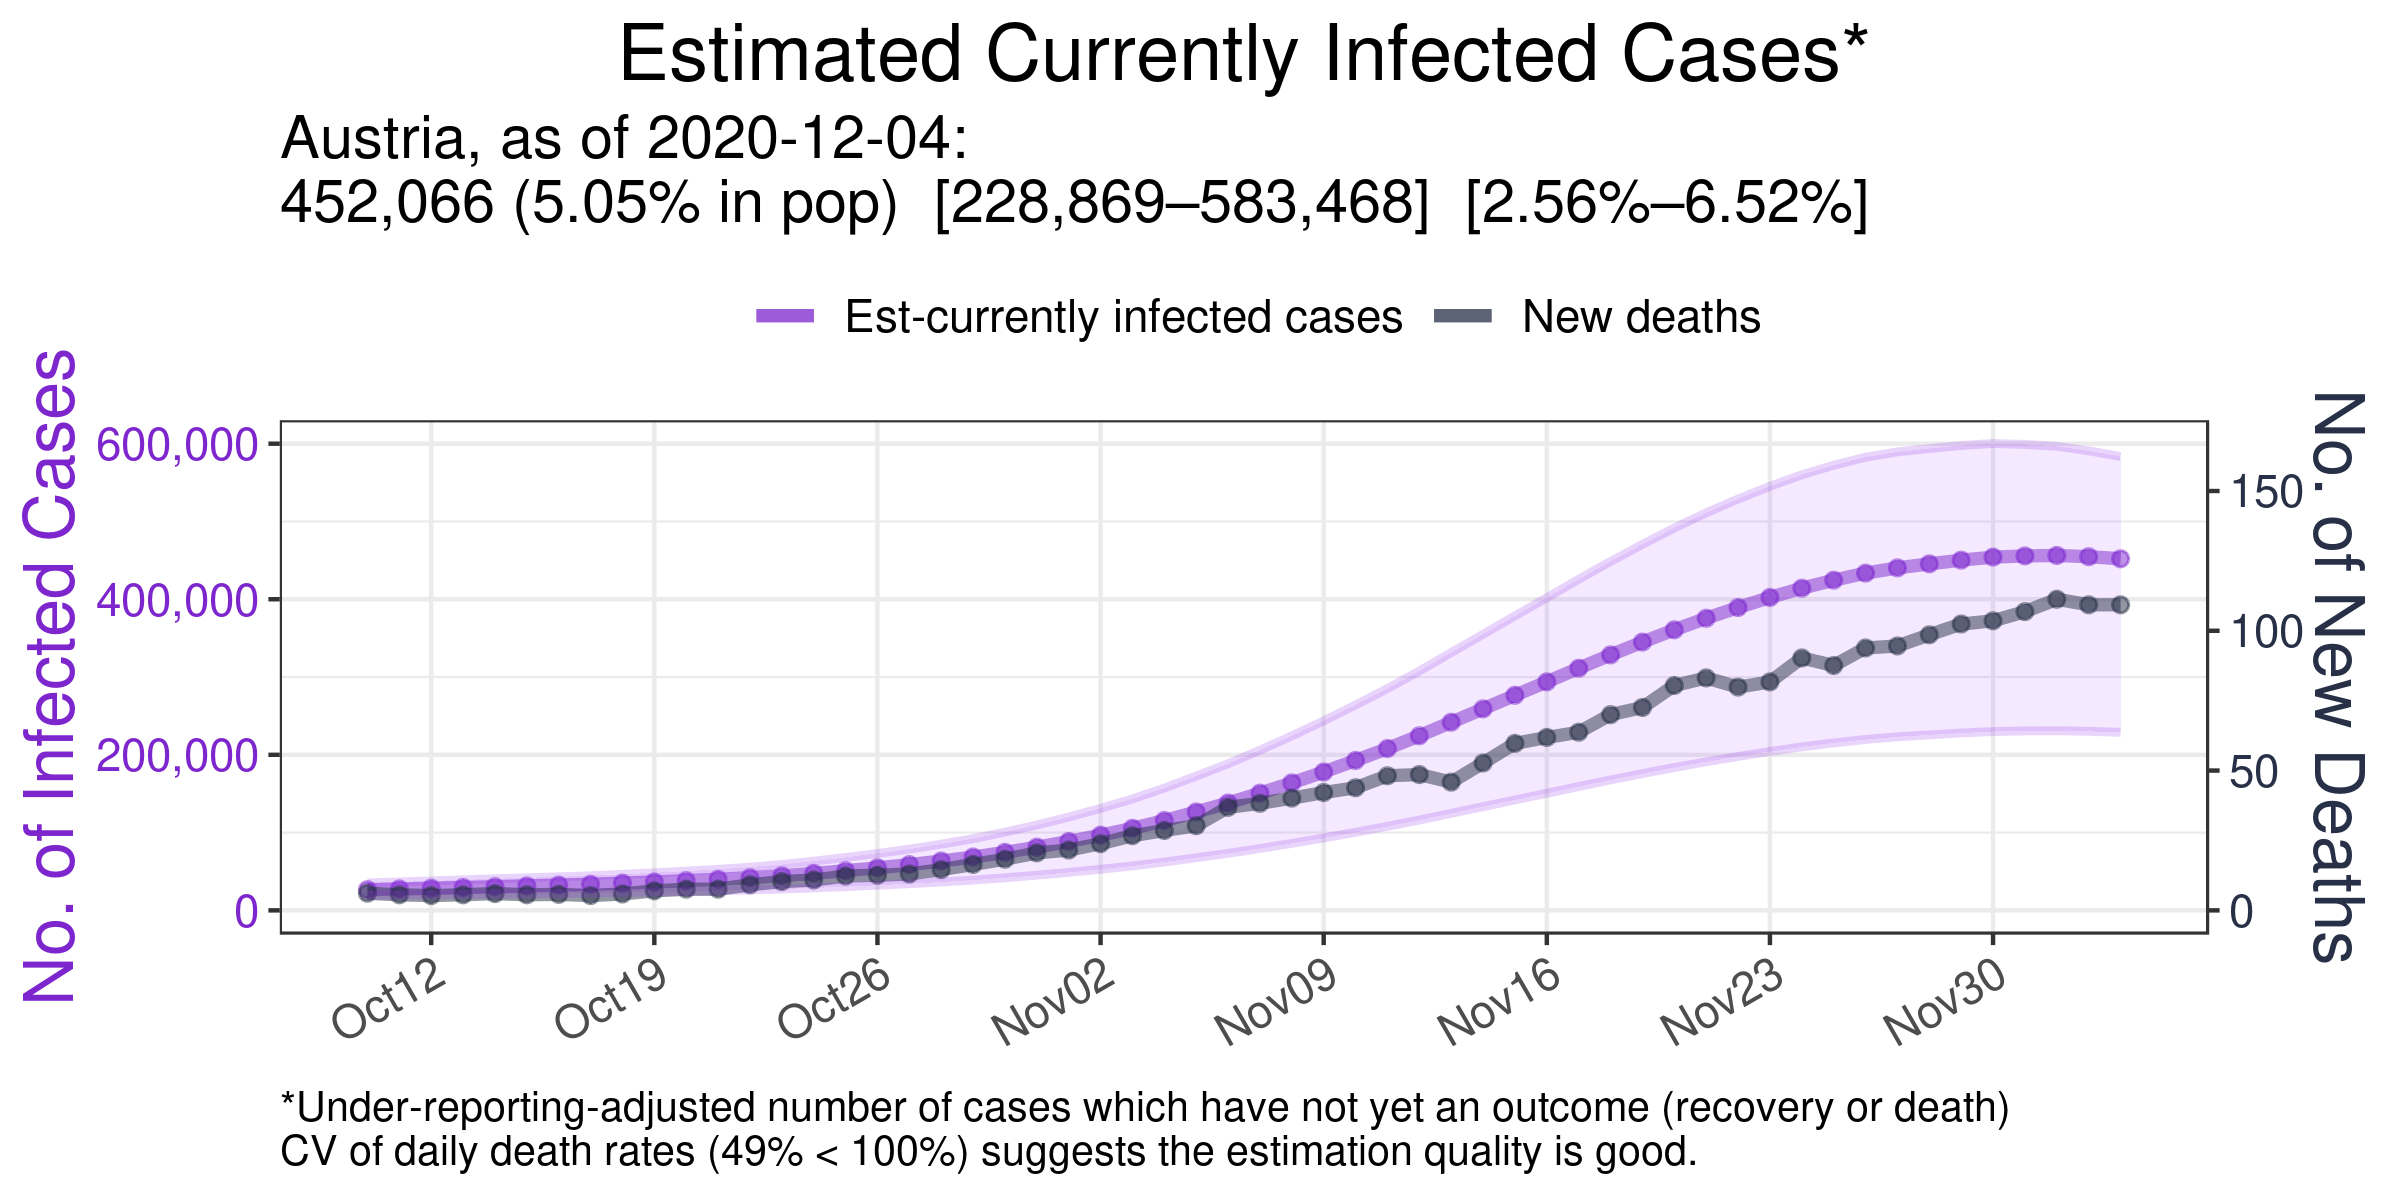 Estimated Currently Infected Cases*
Austria, as of 2020-12-04:
452,066 (5.05% in pop)  [228,869–583,468]  [2.56%–6.52%]
Est-currently infected cases
New deaths
No. of Infected Cases
600,000
400,000
200,000
0
No. of New Deaths
150
100
50
0
Oct12
Oct19
Oct26
Nov02
Nov09
Nov16
Nov23
Nov30
*Under-reporting-adjusted number of cases which have not yet an outcome (recovery or death)
CV of daily death rates (49% < 100%) suggests the estimation quality is good.